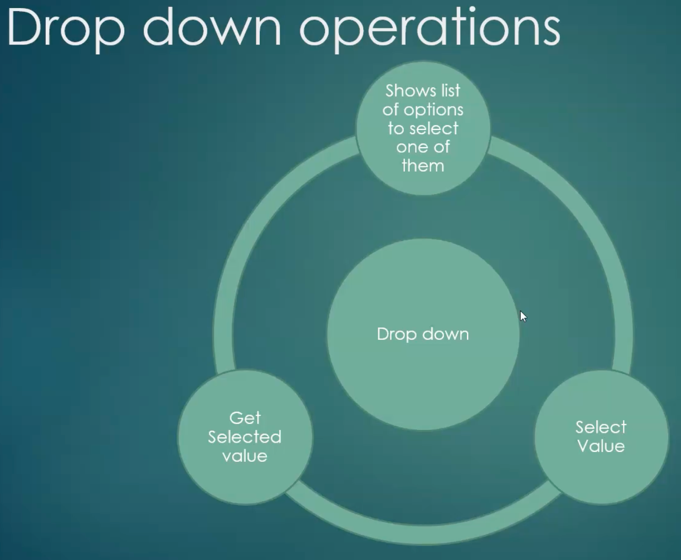 Drop down operations
Shows list
of options
to select
one of
them
Drop down
Get
Selected
value
Select
Value